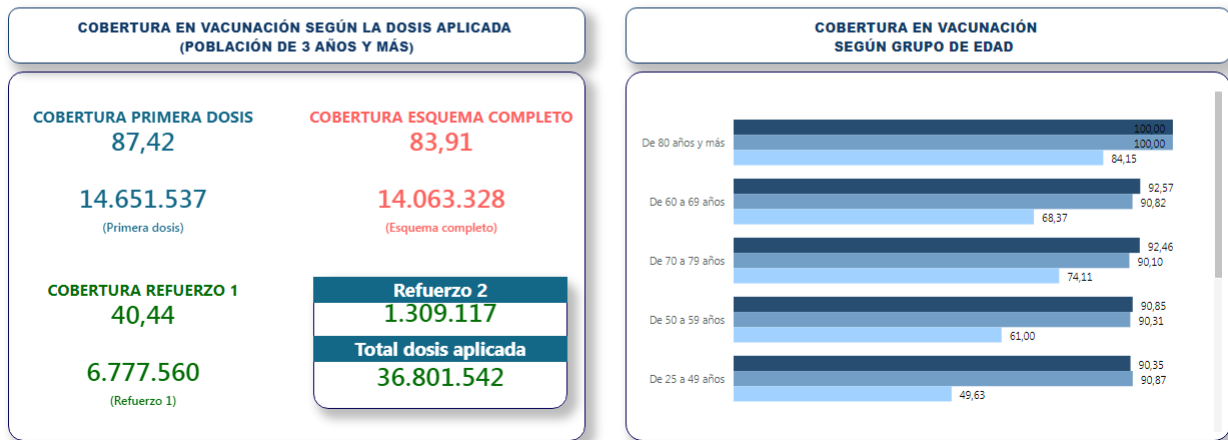 COBERTURA EN VACUNACIÓN SEGÚN LA DOSIS APLICADA
(POBLACIÓN DE 3 AÑOS Y MÁS)
COBERTURA PRIMERA DOSIS
87,42
14.651.537
(Primera dosis)
COBERTURA ESQUEMA COMPLETO
83,91
14.063.328
(Esquema completo)
COBERTURA REFUERZO 1
40,44
6.777.560
(Refuerzo 1)
Refuerzo 2
1.309.117
Total dosis aplicada
36.801.542
COBERTURA EN VACUNACIÓN
SEGÚN GRUPO DE EDAD
De 80 años y más
100,00
100,00
84,15
De 60 a 69 años
92,57
90,82
68,37
De 70 a 79 años
92,46
90,10
74,11
De 50 a 59 años
90,85
90,31
61,00
De 25 a 49 años
90,35
90,87
49,63